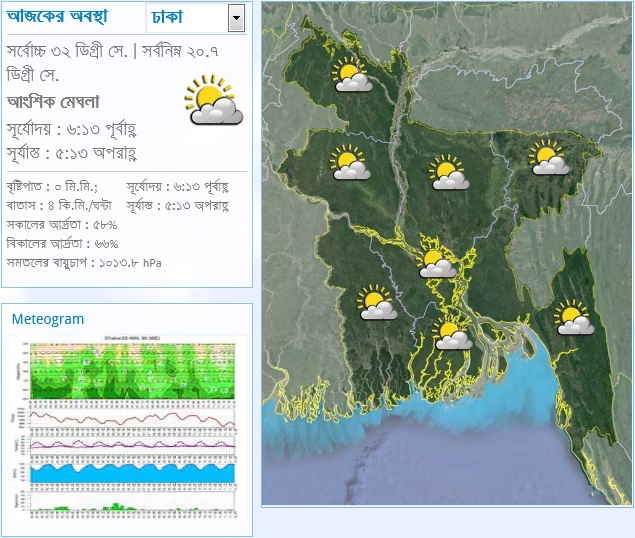 আজকের অবস্থা ঢাকা
সর্বোচ্চ ৩২ ডিগ্রী সে. | সর্বনিম্ন ২০.৭
ডিগ্রী সে.
আংশিক মেঘলা
সূর্যোদয় : ৬:১৩ পূর্বাহ্ণ
সূর্যাস্ত : ৫:১৩ অপরাহ্ণ
বৃষ্টিপাত : ০ মি.মি.; সূর্যোদয় : ৬:১৩ পূর্বাহ্ণ
বাতাস : ৪ কি.মি./ঘন্টা সূর্যাস্ত : ৫:১৩ অপরাহ্ণ
সকালের আর্দ্রতা : ৫৮%
বিকালের আর্দ্রতা : ৬৬%
সমতলের বায়ুচাপ : ১০১৩.৮ hPa
Meteogram